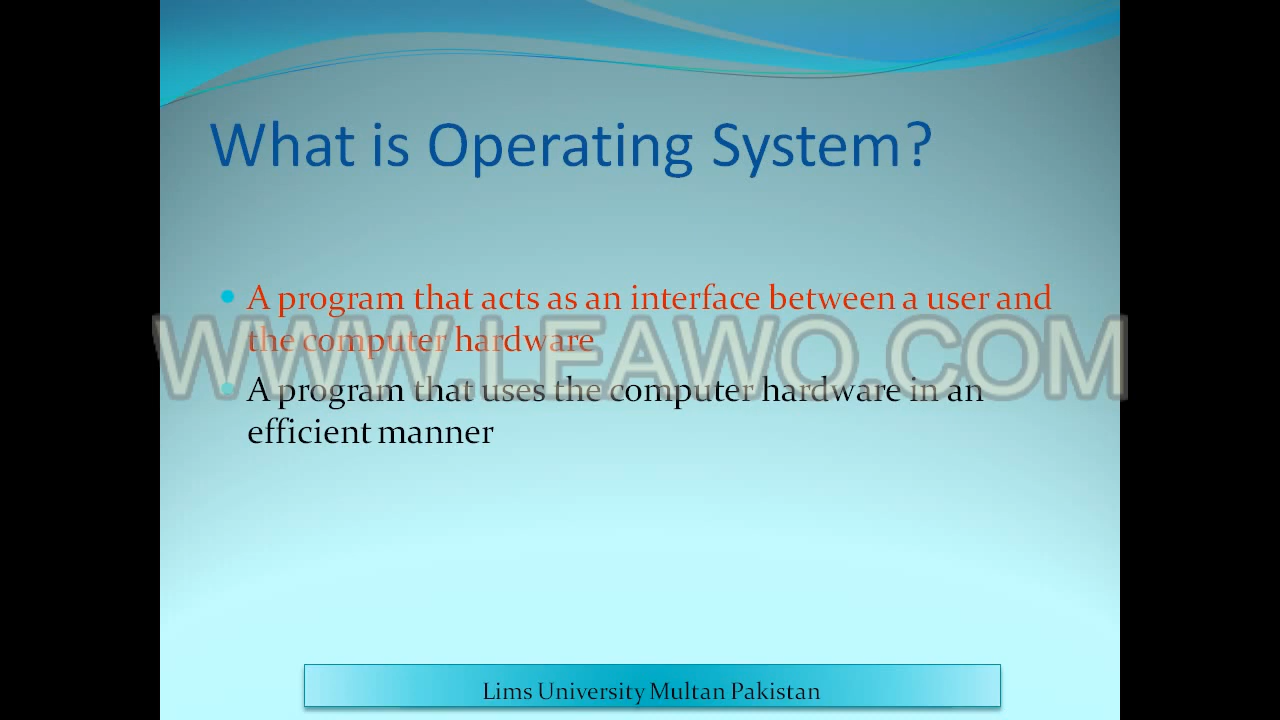 What is Operating System?
A program that acts as an interface between a user and
the computer hardware
WWW.LEAWO.COM
A program that uses the computer hardware in an
efficient manner
Lims University Multan Pakistan